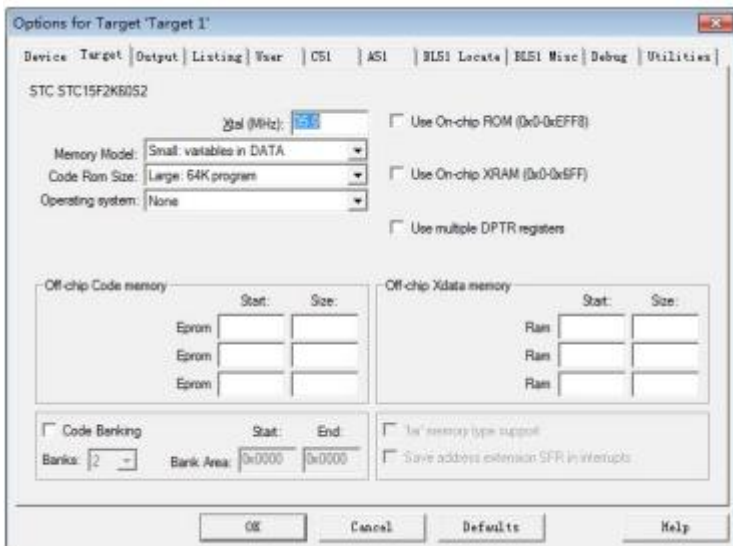 Options for Target 'Target 1'
Device Target Output Listing User C51 A51 BL51 Locate BL51 Misc Debug Utilities
STC STC15F2K60S2
Xtal (MHz): 35.0
Use On-chip ROM (0x0-0xEFF8)
Memory Model: Small: variables in DATA
Code Rom Size: Large: 64K program
Use On-chip XRAM (0x0-0x6FF)
Operating system: None
Use multiple DPTR registers
Off-chip Code memory
Start: Size:
Eprom
Eprom
Eprom
Off-chip Xdata memory
Start: Size:
Ram
Ram
Ram
Code Banking
Start: End:
Banks: 2 Bank Area: 0x0000 0x0000
'far' memory type support
Save address extension SFR in interrupts
OK Cancel Defaults Help